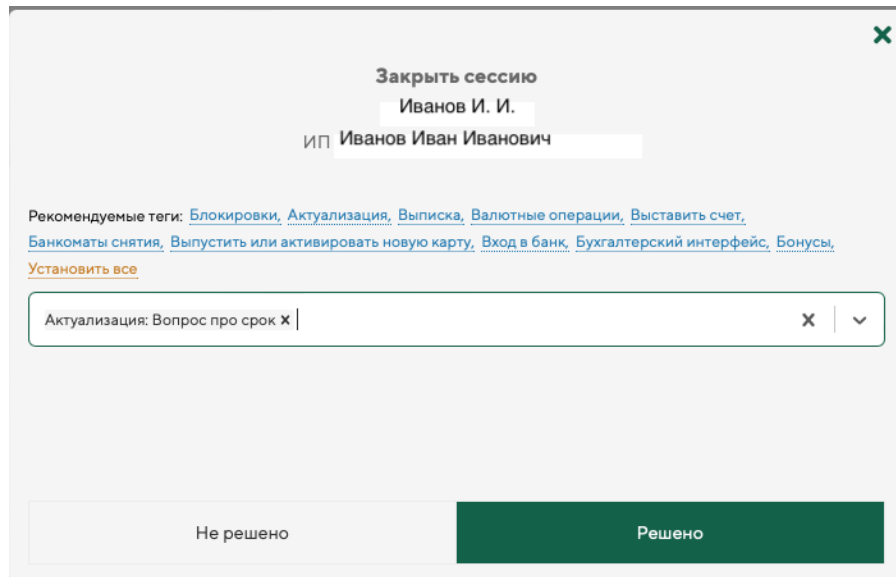 Закрыть сессию
Иванов И. И.
ИП Иванов Иван Иванович
Рекомендуемые теги: Блокировки, Актуализация, Выписка, Валютные операции, Выставить счет,
Банкоматы снятия, Выпустить или активировать новую карту, Вход в банк, Бухгалтерский интерфейс, Бонусы,
Установить все
Актуализация: Вопрос про срок
Не решено
Решено